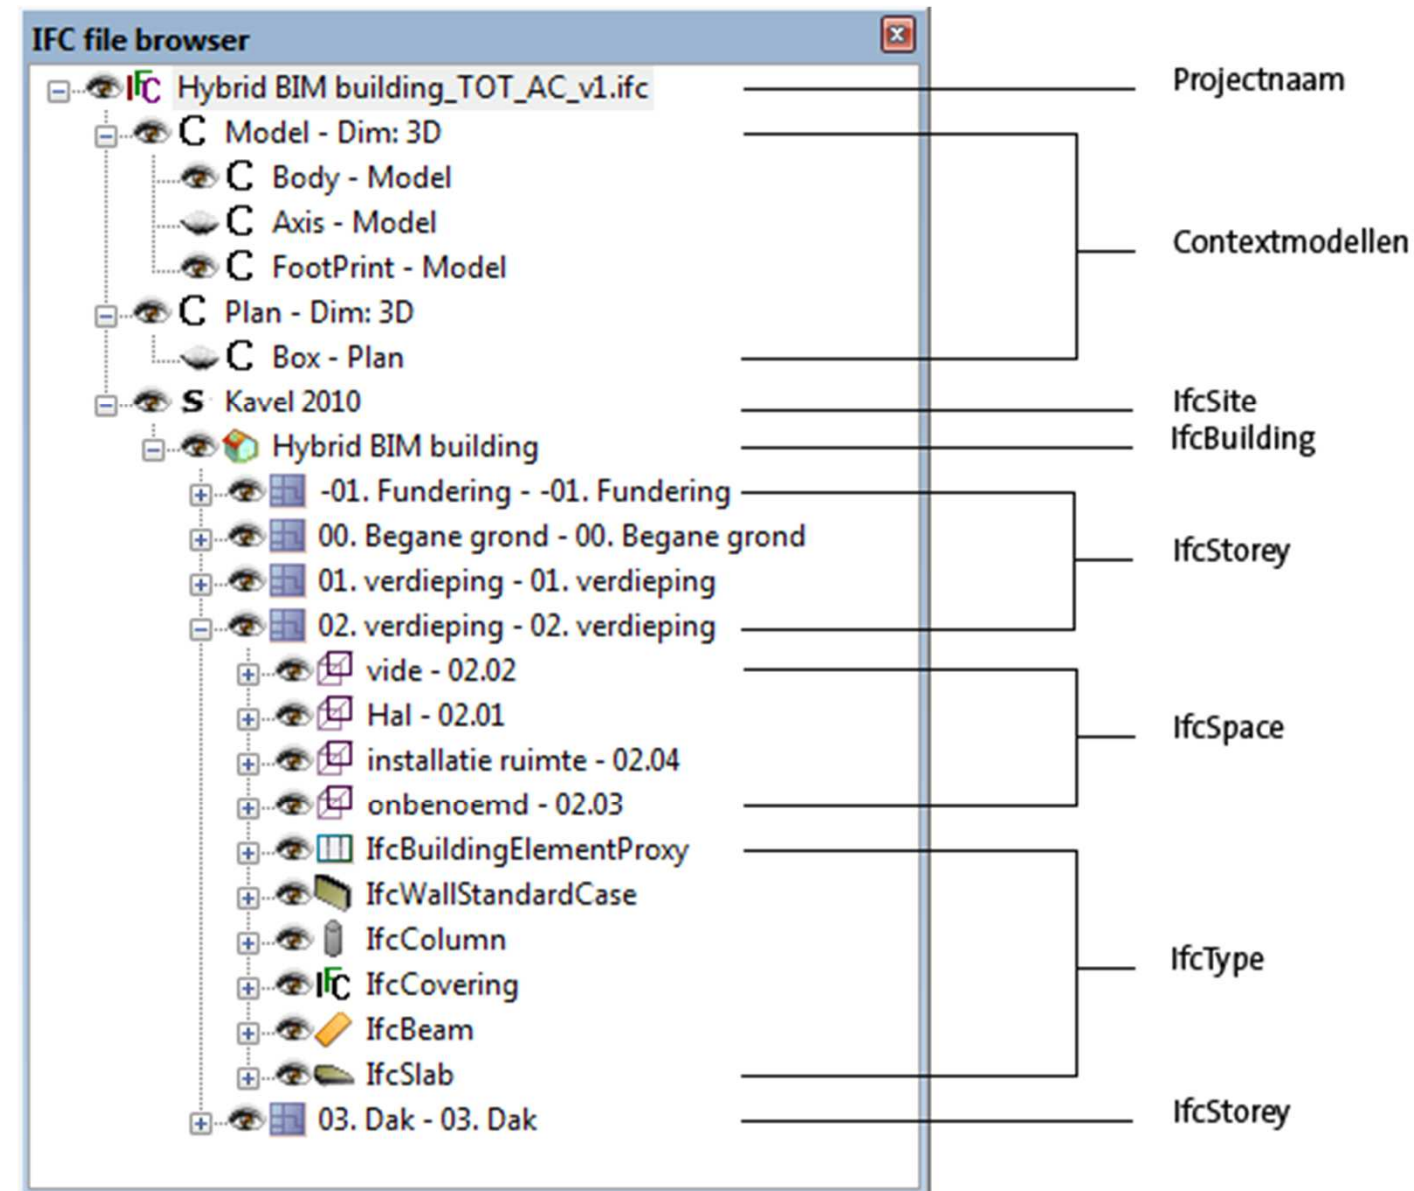 IFC file browser
IFC Hybrid BIM building_TOT_AC_v1.ifc
Projectnaam
C Model - Dim: 3D
C Body - Model
C Axis - Model
Contextmodellen
C FootPrint - Model
C Plan - Dim: 3D
C Box - Plan
S Kavel 2010
IfcSite
Hybrid BIM building
IfcBuilding
-01. Fundering - -01. Fundering
00. Begane grond - 00. Begane grond
IfcStorey
01. verdieping - 01. verdieping
02. verdieping - 02. verdieping
vide - 02.02
Hal - 02.01
IfcSpace
installatie ruimte - 02.04
onbenoemd - 02.03
IfcBuildingElementProxy
IfcWallStandardCase
IfcColumn
IfcType
IFC IfcCovering
IfcBeam
IfcSlab
03. Dak - 03. Dak
IfcStorey